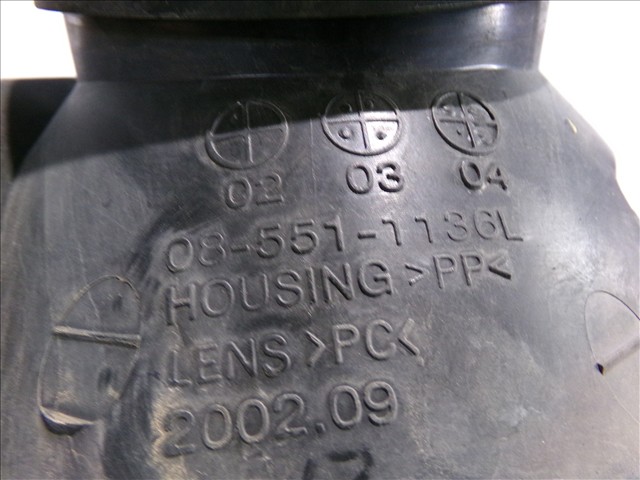 02 03 04
08-551-1136L
HOUSING >PP<
LENS >PC<
2002.09